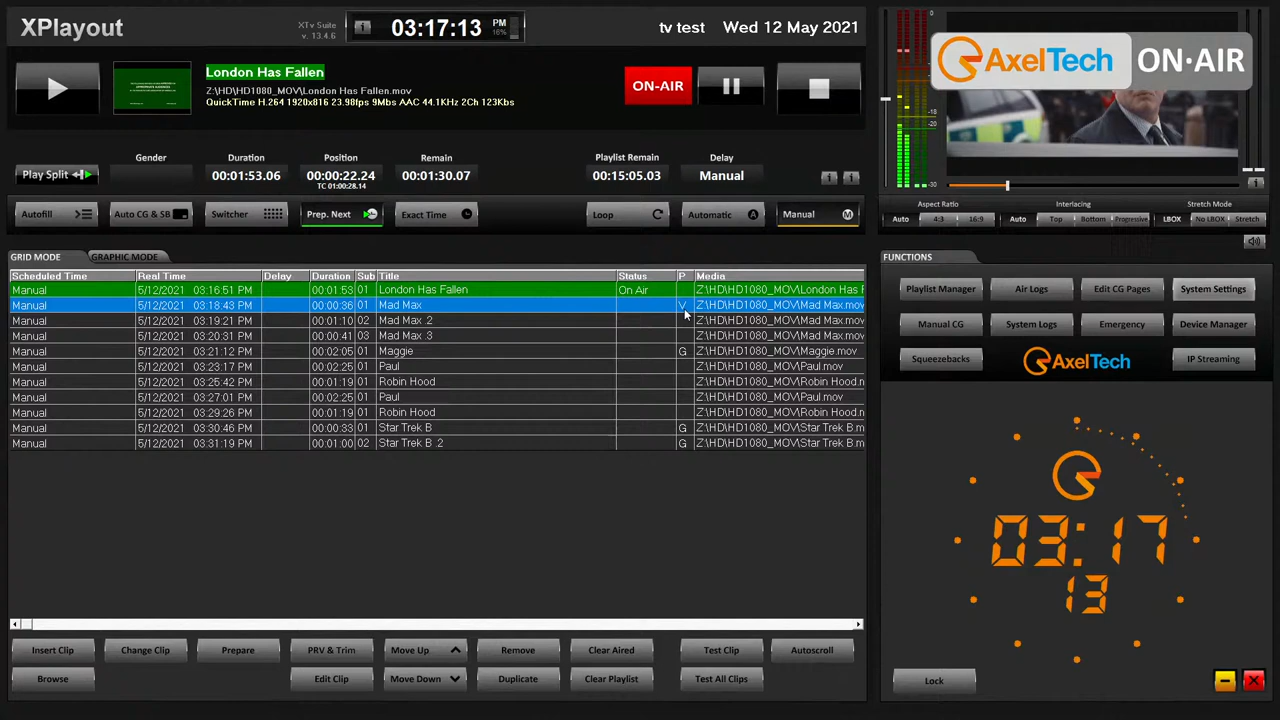 XPlayout
XTv Suite
v. 13.4.6
03:17:13 PM
16%
tv test Wed 12 May 2021
London Has Fallen
Z:\HD\HD1080_MOV\London Has Fallen.mov
QuickTime H.264 1920x816 23.98fps 9Mbs AAC 44.1KHz 2Ch 123Kbs
ON-AIR
AxelTech ON·AIR
0
-18
-20
-30
Gender Duration Position Remain Playlist Remain Delay
Play Split 00:01:53.06 00:00:22.24 00:01:30.07 00:15:05.03 Manual
TC 01:00:28.14
Autofill Auto CG & SB Switcher Prep. Next Exact Time Loop Automatic A Manual M
Aspect Ratio Interlacing Stretch Mode
Auto 4:3 16:9 Auto Top Bottom Progressive LBOX No LBOX Stretch
GRID MODE GRAPHIC MODE
Scheduled Time Real Time Delay Duration Sub Title Status P Media
Manual 5/12/2021 03:16:51 PM 00:01:53 01 London Has Fallen On Air Z:\HD\HD1080_MOV\London Has F
Manual 5/12/2021 03:18:43 PM 00:00:36 01 Mad Max V Z:\HD\HD1080_MOV\Mad Max.mov
Manual 5/12/2021 03:19:21 PM 00:01:10 02 Mad Max .2 Z:\HD\HD1080_MOV\Mad Max.mov
Manual 5/12/2021 03:20:31 PM 00:00:41 03 Mad Max .3 Z:\HD\HD1080_MOV\Mad Max.mov
Manual 5/12/2021 03:21:12 PM 00:02:05 01 Maggie G Z:\HD\HD1080_MOV\Maggie.mov
Manual 5/12/2021 03:23:17 PM 00:02:25 01 Paul Z:\HD\HD1080_MOV\Paul.mov
Manual 5/12/2021 03:25:42 PM 00:01:19 01 Robin Hood Z:\HD\HD1080_MOV\Robin Hood.m
Manual 5/12/2021 03:27:01 PM 00:02:25 01 Paul Z:\HD\HD1080_MOV\Paul.mov
Manual 5/12/2021 03:29:26 PM 00:01:19 01 Robin Hood Z:\HD\HD1080_MOV\Robin Hood.m
Manual 5/12/2021 03:30:46 PM 00:00:33 01 Star Trek B G Z:\HD\HD1080_MOV\Star Trek B.m
Manual 5/12/2021 03:31:19 PM 00:01:00 02 Star Trek B .2 G Z:\HD\HD1080_MOV\Star Trek B.m
Insert Clip Change Clip Prepare PRV & Trim Move Up Remove Clear Aired Test Clip Autoscroll
Browse Edit Clip Move Down Duplicate Clear Playlist Test All Clips
FUNCTIONS
Playlist Manager Air Logs Edit CG Pages System Settings
Manual CG System Logs Emergency Device Manager
Squeezebacks AxelTech IP Streaming
03:17
13
Lock